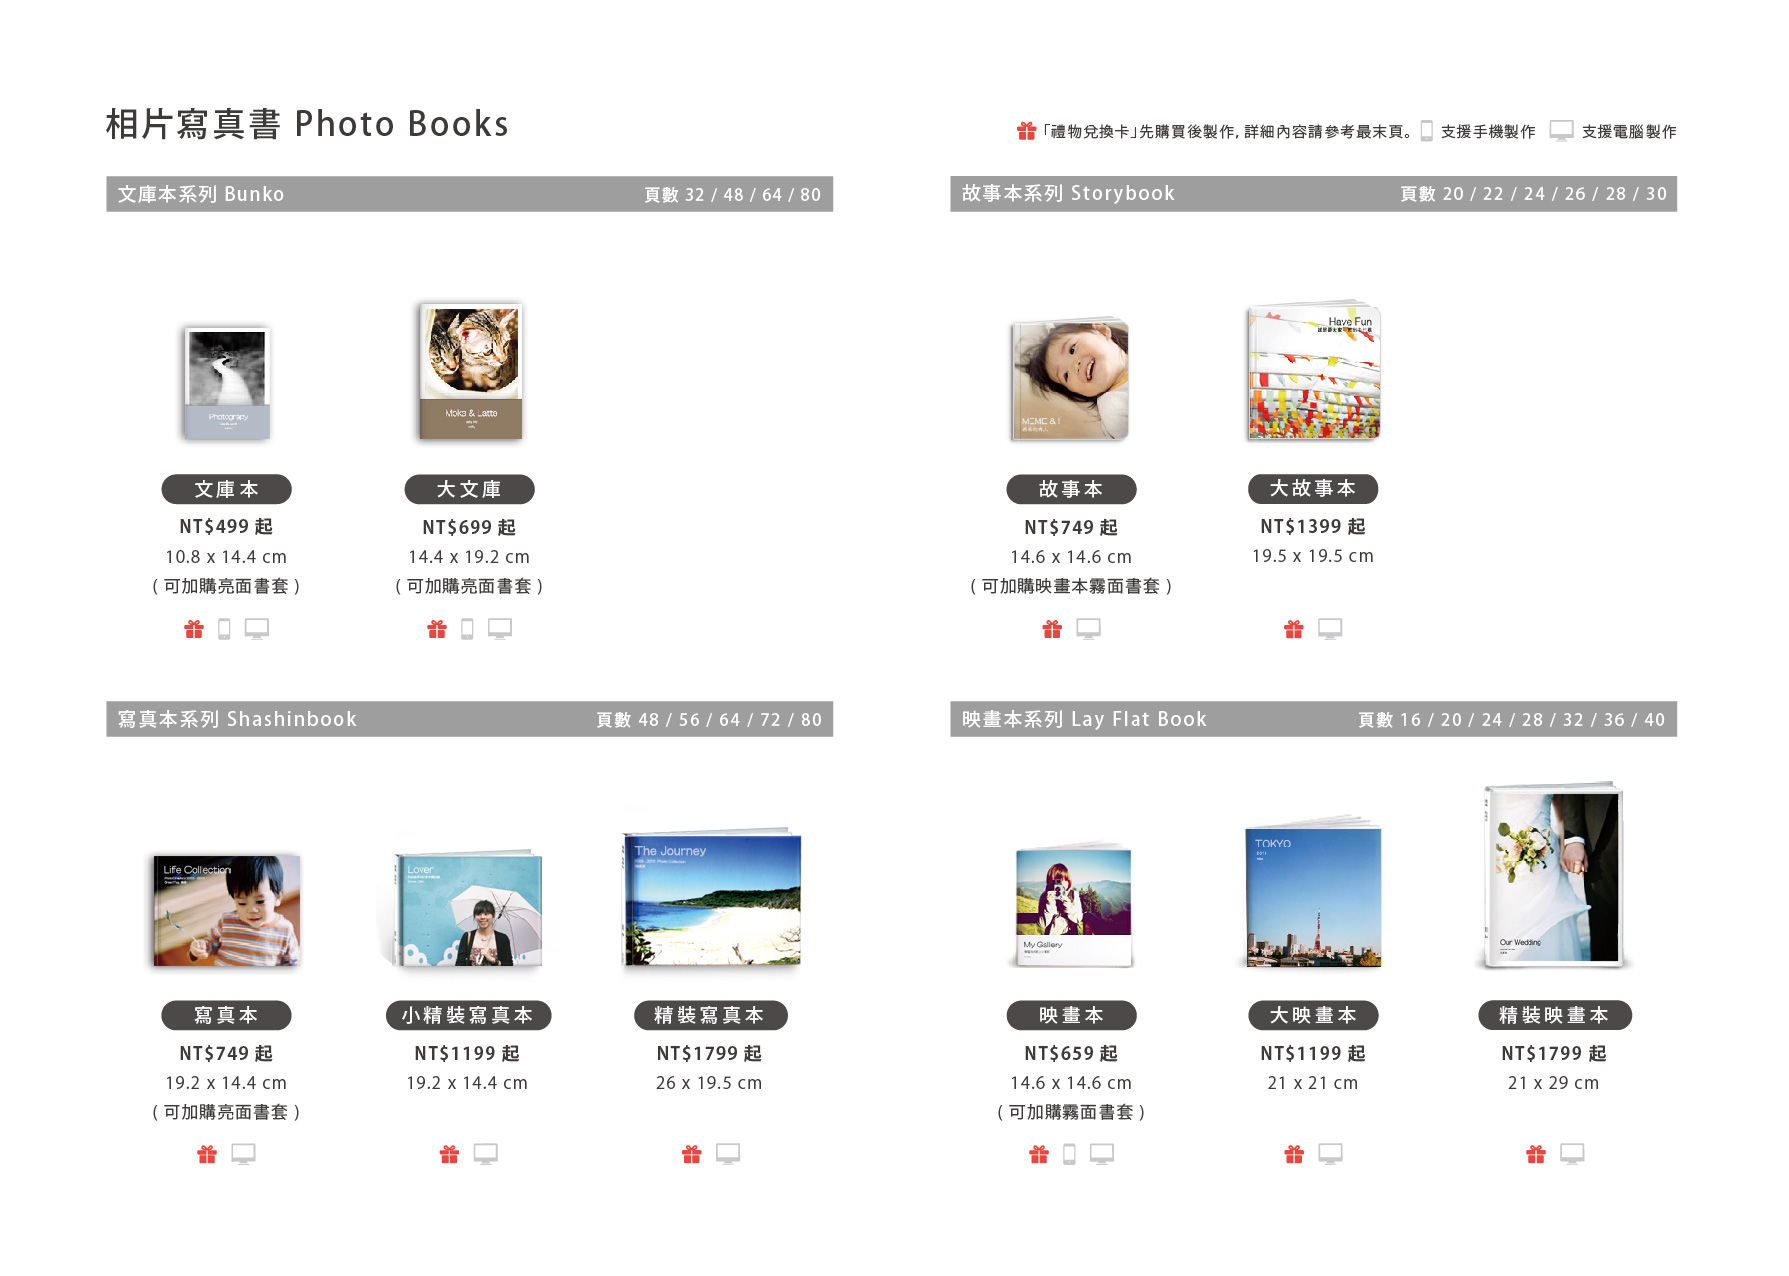 相片寫真書 Photo Books
「禮物兌換卡」先購買後製作, 詳細內容請參考最末頁。 支援手機製作 支援電腦製作
文庫本系列 Bunko 頁數 32 / 48 / 64 / 80
Photograpy
Moka & Latte
文庫本 大文庫
NT$499 起 NT$699 起
10.8 x 14.4 cm 14.4 x 19.2 cm
( 可加購亮面書套 ) ( 可加購亮面書套 )
故事本系列 Storybook 頁數 20 / 22 / 24 / 26 / 28 / 30
MEME & I
Have Fun
故事本 大故事本
NT$749 起 NT$1399 起
14.6 x 14.6 cm 19.5 x 19.5 cm
( 可加購映畫本霧面書套 )
寫真本系列 Shashinbook 頁數 48 / 56 / 64 / 72 / 80
Life Collection
Lover
The Journey
寫真本 小精裝寫真本 精裝寫真本
NT$749 起 NT$1199 起 NT$1799 起
19.2 x 14.4 cm 19.2 x 14.4 cm 26 x 19.5 cm
( 可加購亮面書套 )
映畫本系列 Lay Flat Book 頁數 16 / 20 / 24 / 28 / 32 / 36 / 40
My Gallery
TOKYO
Our Wedding
映畫本 大映畫本 精裝映畫本
NT$659 起 NT$1199 起 NT$1799 起
14.6 x 14.6 cm 21 x 21 cm 21 x 29 cm
( 可加購霧面書套 )